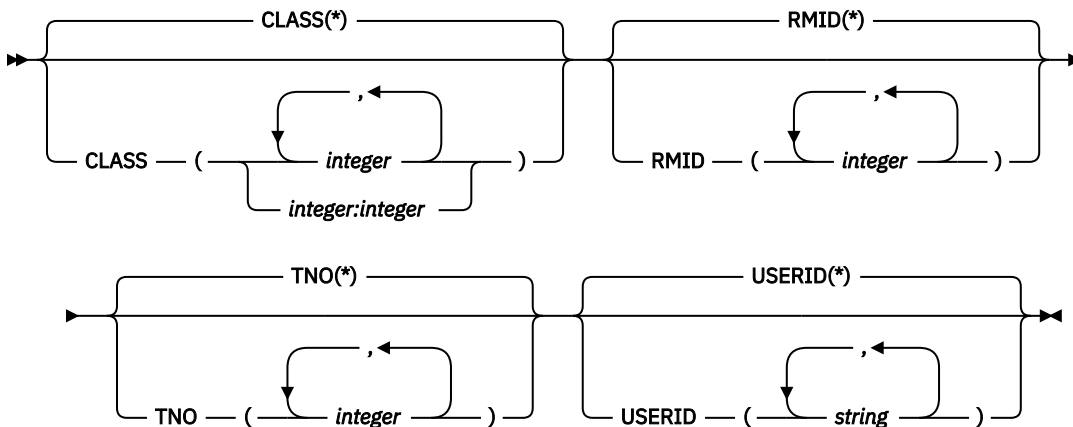 CLASS(*) RMID(*)
, ,
CLASS ( integer ) RMID ( integer )
integer:integer
TNO(*) USERID(*)
, ,
TNO ( integer ) USERID ( string )